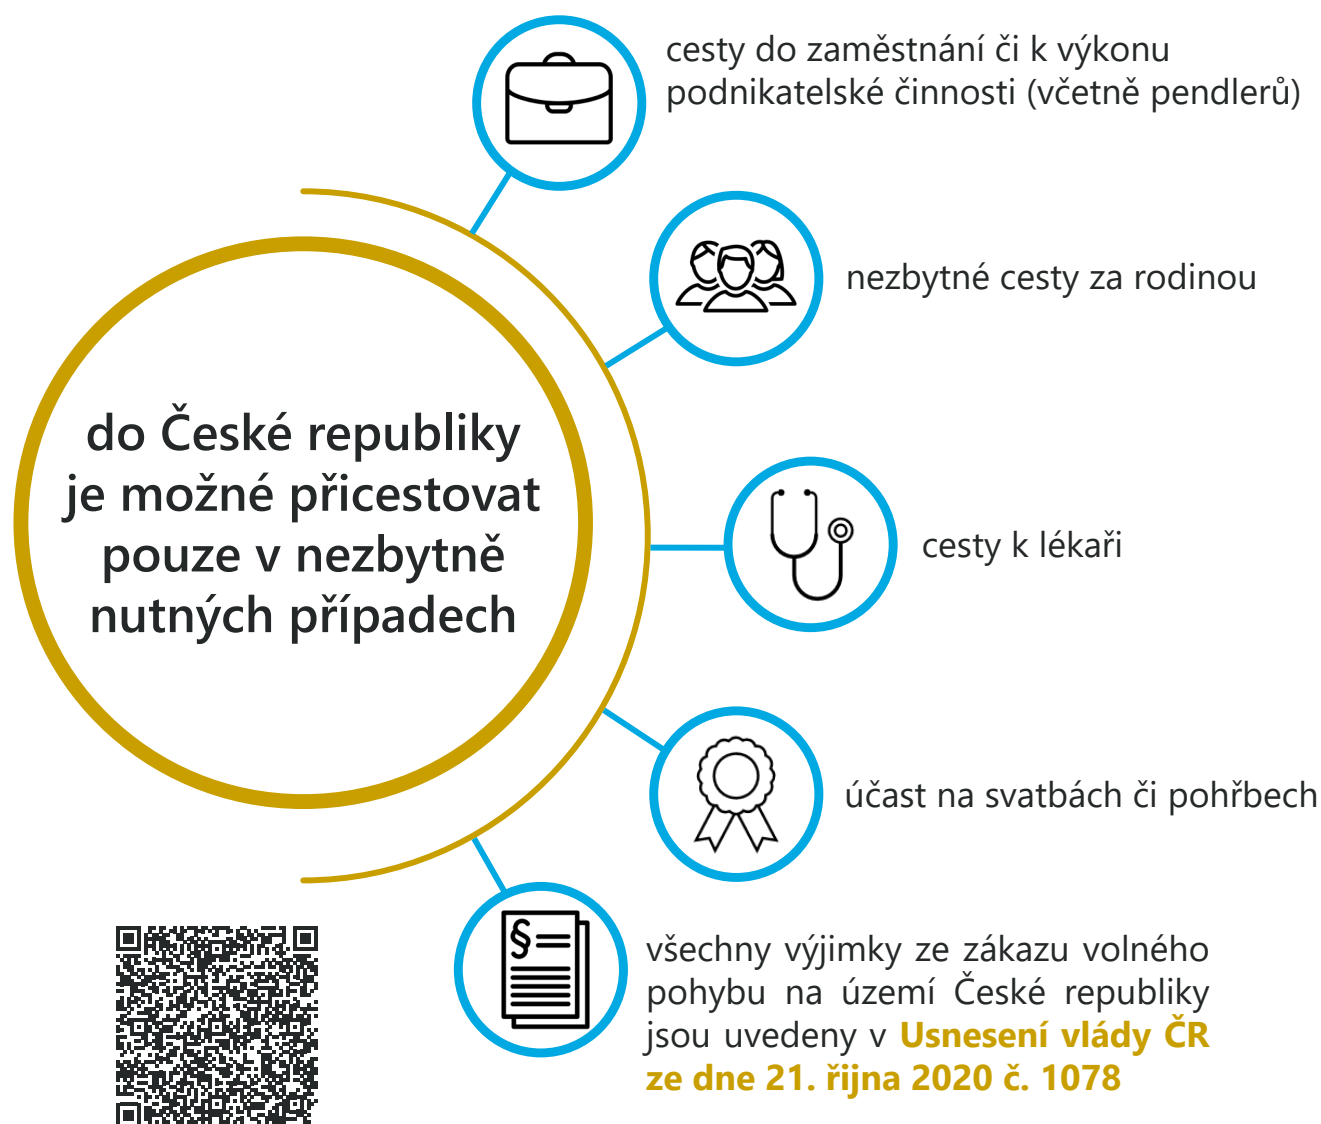 cesty do zaměstnání či k výkonu
podnikatelské činnosti (včetně pendlerů)
nezbytné cesty za rodinou
do České republiky
je možné přicestovat
pouze v nezbytně
nutných případech
cesty k lékaři
účast na svatbách či pohřbech
§
všechny výjimky ze zákazu volného
pohybu na území České republiky
jsou uvedeny v Usnesení vlády ČR
ze dne 21. řijna 2020 č. 1078